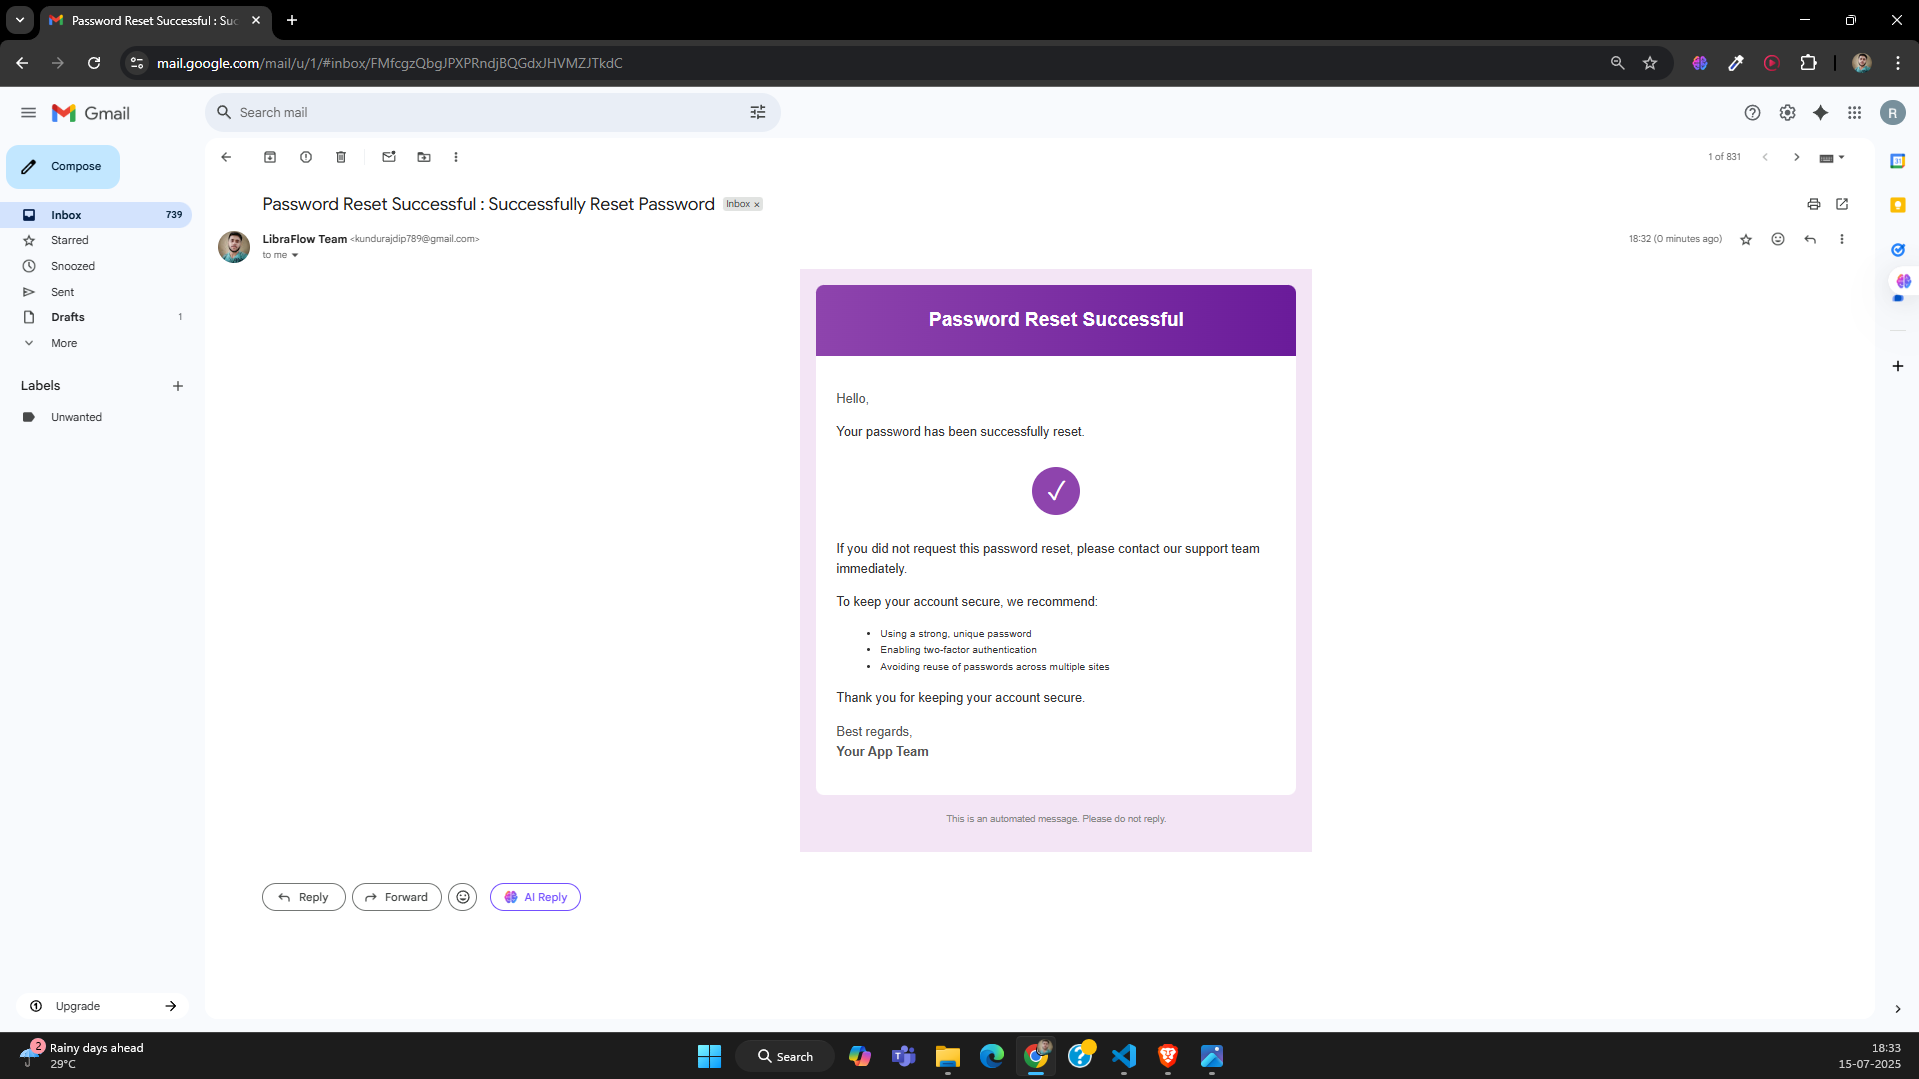 Password Reset Successful : Suc
mail.google.com/mail/u/1/#inbox/FMfcgzQbgJPXPRndjBQGdxJHVMZJTkdC
Gmail
Search mail
R
Compose
1 of 831
Inbox 739
Starred
Snoozed
Sent
Drafts 1
More
Labels
Unwanted
Password Reset Successful : Successfully Reset Password Inbox x
LibraFlow Team <kundurajdip789@gmail.com>
18:32 (0 minutes ago)
to me
Password Reset Successful
Hello,
Your password has been successfully reset.
If you did not request this password reset, please contact our support team
immediately.
To keep your account secure, we recommend:
• Using a strong, unique password
• Enabling two-factor authentication
• Avoiding reuse of passwords across multiple sites
Thank you for keeping your account secure.
Best regards,
Your App Team
This is an automated message. Please do not reply.
Reply
Forward
AI Reply
Upgrade
2
Rainy days ahead
29°C
Search
18:33
15-07-2025